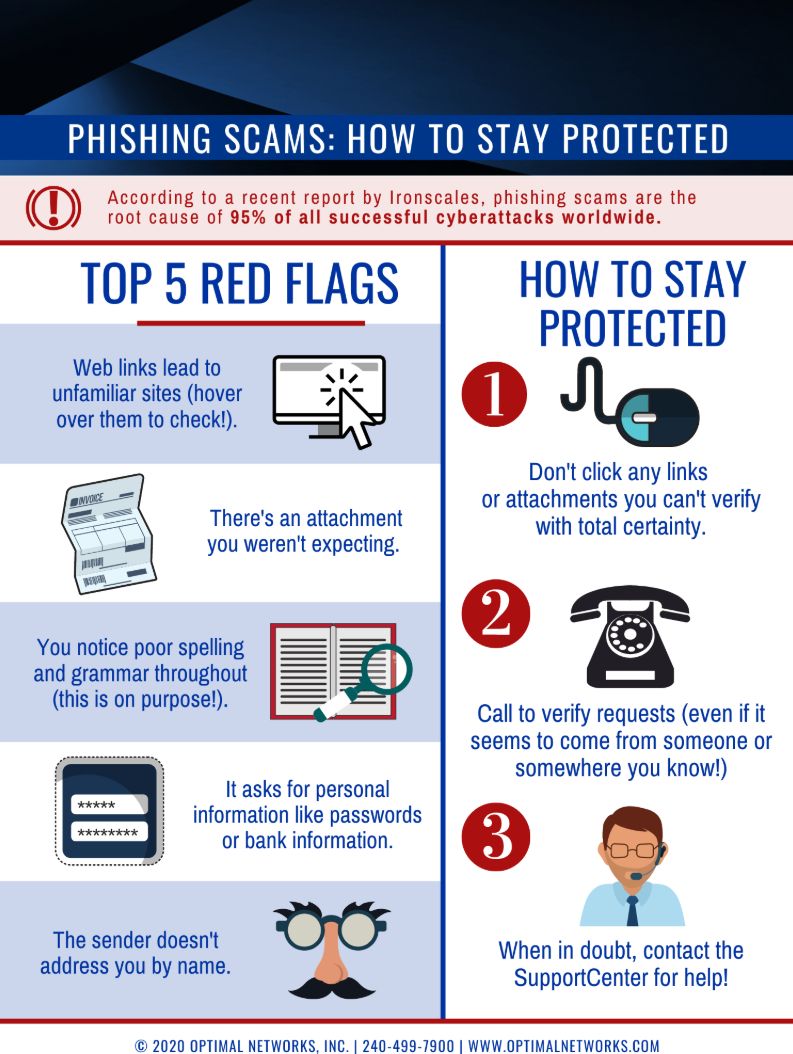 PHISHING SCAMS: HOW TO STAY PROTECTED
According to a recent report by Ironscales, phishing scams are the
root cause of 95% of all successful cyberattacks worldwide.
TOP 5 RED FLAGS
Web links lead to
unfamiliar sites (hover
over them to check!).
INVOICE
There's an attachment
you weren't expecting.
You notice poor spelling
and grammar throughout
(this is on purpose!).
*****
********
It asks for personal
information like passwords
or bank information.
The sender doesn't
address you by name.
HOW TO STAY
PROTECTED
1
Don't click any links
or attachments you can't verify
with total certainty.
2
Call to verify requests (even if it
seems to come from someone or
somewhere you know!)
3
When in doubt, contact the
SupportCenter for help!
© 2020 OPTIMAL NETWORKS, INC. | 240-499-7900 | WWW.OPTIMALNETWORKS.COM